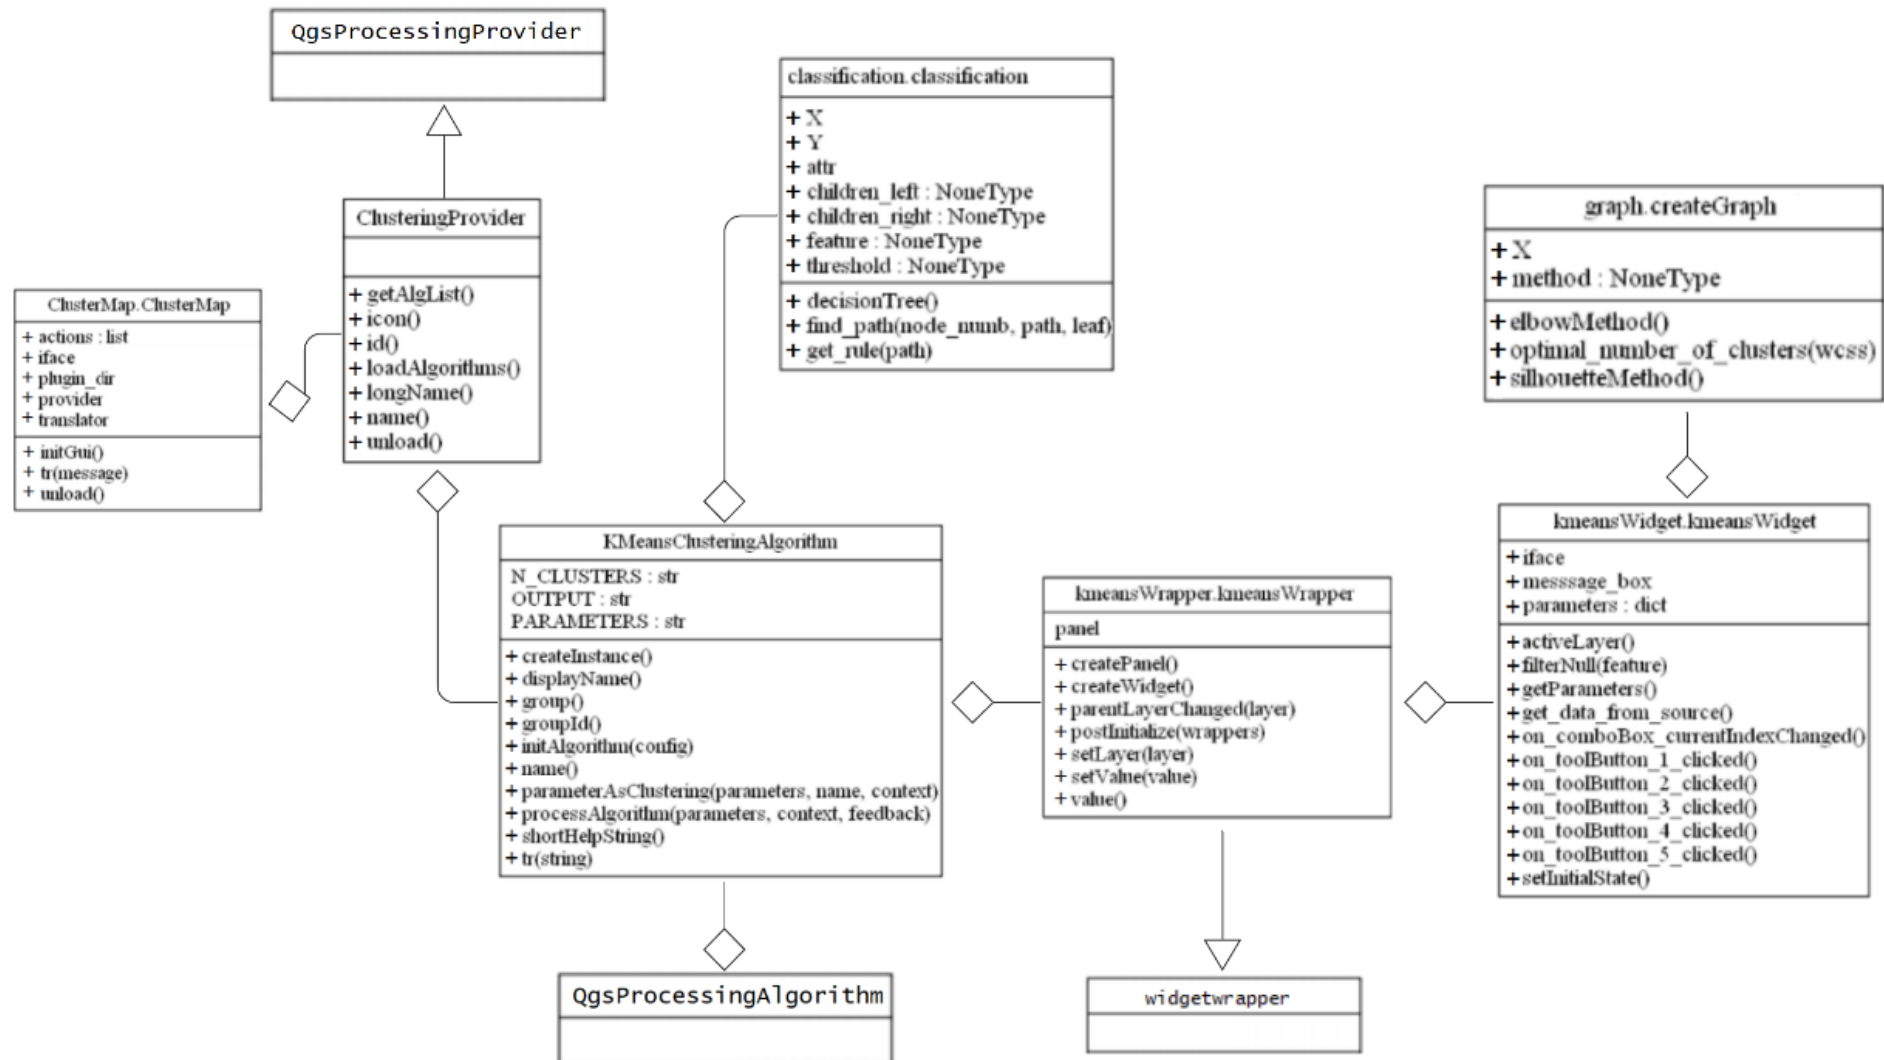 QgsProcessingProvider
classification.classification
+ X
+ Y
+ attr
+ children_left : NoneType
+ children_right : NoneType
+ feature : NoneType
+ threshold : NoneType
+ decisionTree()
+ find_path(node_numb, path, leaf)
+ get_rule(path)
graph.createGraph
+ X
+ method : NoneType
+ elbowMethod()
+ optimal_number_of_clusters(wcss)
+ silhouetteMethod()
ClusteringProvider
+ getAlgList()
+ icon()
+ id()
+ loadAlgorithms()
+ longName()
+ name()
+ unload()
ClusterMap.ClusterMap
+ actions : list
+ iface
+ plugin_dir
+ provider
+ translator
+ initGui()
+ tr(message)
+ unload()
KMeansClusteringAlgorithm
N_CLUSTERS : str
OUTPUT : str
PARAMETERS : str
+ createInstance()
+ displayName()
+ group()
+ groupId()
+ initAlgorithm(config)
+ name()
+ parameterAsClustering(parameters, name, context)
+ processAlgorithm(parameters, context, feedback)
+ shortHelpString()
+ tr(string)
kmeansWrapper.kmeansWrapper
panel
+ createPanel()
+ createWidget()
+ parentLayerChanged(layer)
+ postInitialize(wrappers)
+ setLayer(layer)
+ setValue(value)
+ value()
kmeansWidget.kmeansWidget
+ iface
+ messsage_box
+ parameters : dict
+ activeLayer()
+ filterNull(feature)
+ getParameters()
+ get_data_from_source()
+ on_comboBox_currentIndexChanged()
+ on_toolButton_1_clicked()
+ on_toolButton_2_clicked()
+ on_toolButton_3_clicked()
+ on_toolButton_4_clicked()
+ on_toolButton_5_clicked()
+ setInitialState()
QgsProcessingAlgorithm
widgetwrapper